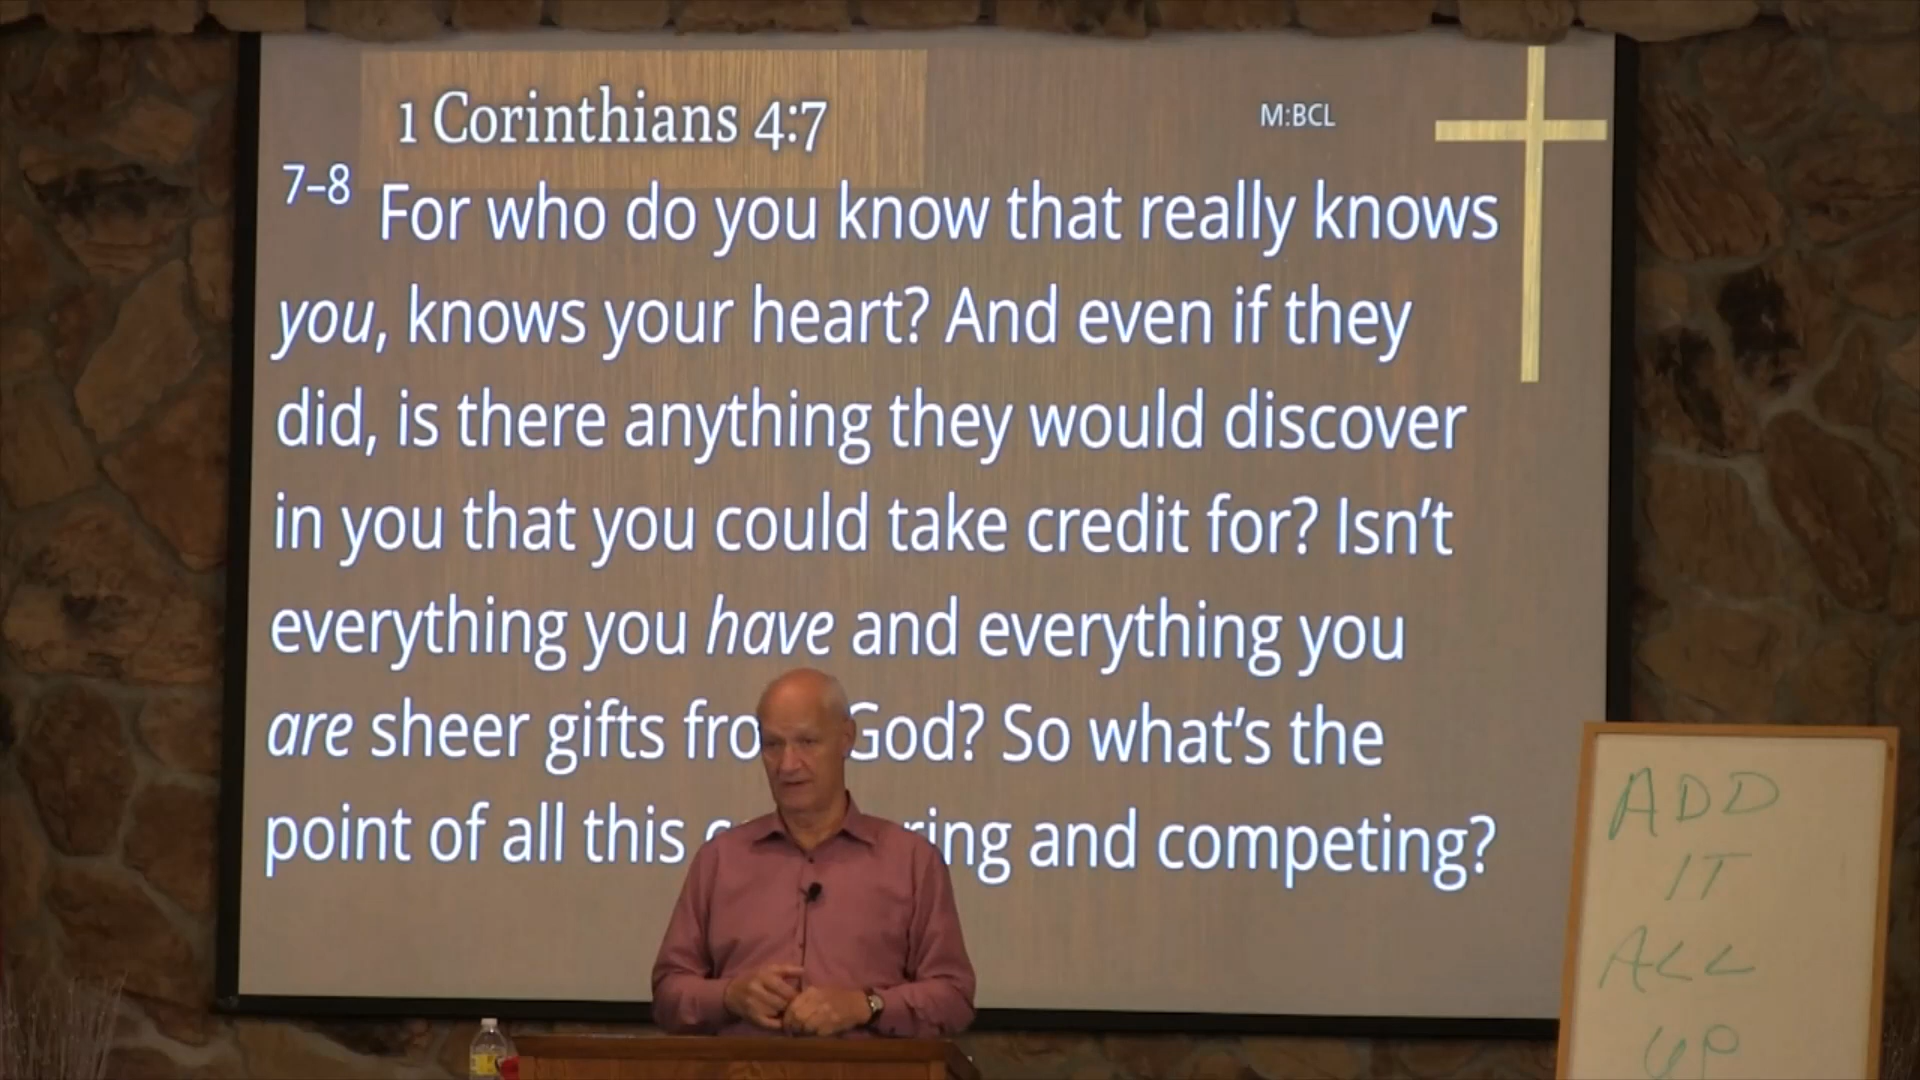 1 Corinthians 4:7
M:BCL
7–8 For who do you know that really knows
you, knows your heart? And even if they
did, is there anything they would discover
in you that you could take credit for? Isn’t
everything you have and everything you
are sheer gifts God? So what’s the
point of all this and competing?
ADD
IT
ALL
UP